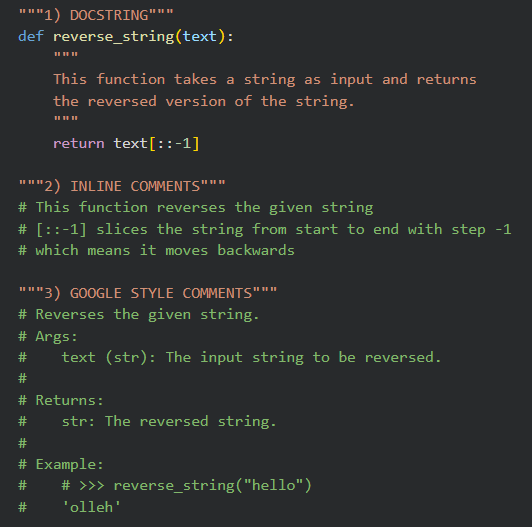 """1) DOCSTRING"""
def reverse_string(text):
    """
    This function takes a string as input and returns
    the reversed version of the string.
    """
    return text[::-1]

"""2) INLINE COMMENTS"""
# This function reverses the given string
# [::-1] slices the string from start to end with step -1
# which means it moves backwards

"""3) GOOGLE STYLE COMMENTS"""
# Reverses the given string.
# Args:
#    text (str): The input string to be reversed.
#
# Returns:
#    str: The reversed string.
#
# Example:
#    # >>> reverse_string("hello")
#    'olleh'